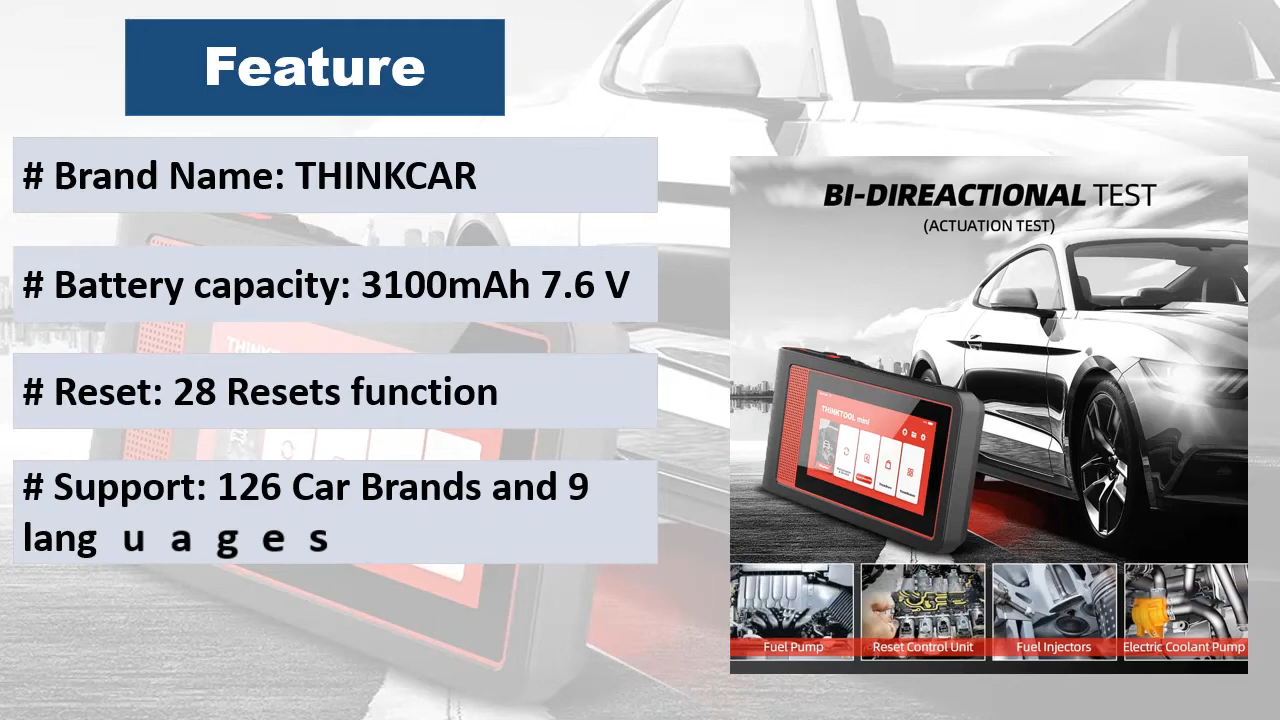 Feature
# Brand Name: THINKCAR
# Battery capacity: 3100mAh 7.6 V
# Reset: 28 Resets function
# Support: 126 Car Brands and 9
lang u a g e s
BI-DIREACTIONAL TEST
(ACTUATION TEST)
THINKTOOL mini
Fuel Pump
Reset Control Unit
Fuel Injectors
Electric Coolant Pump